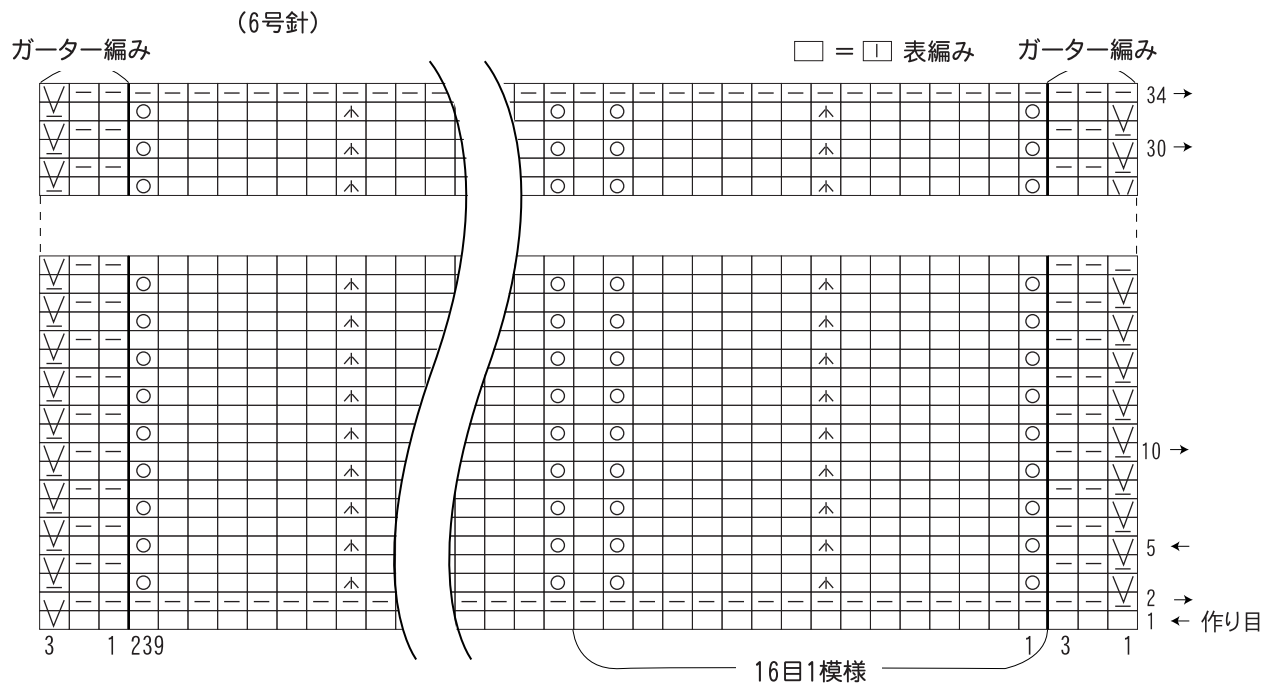 (6号針)
ガーター編み
□ = ｜ 表編み
ガーター編み
34 →
30 →
10 →
5 ←
2 →
1 ← 作り目
3 1 239 1 3 1
16目1模様